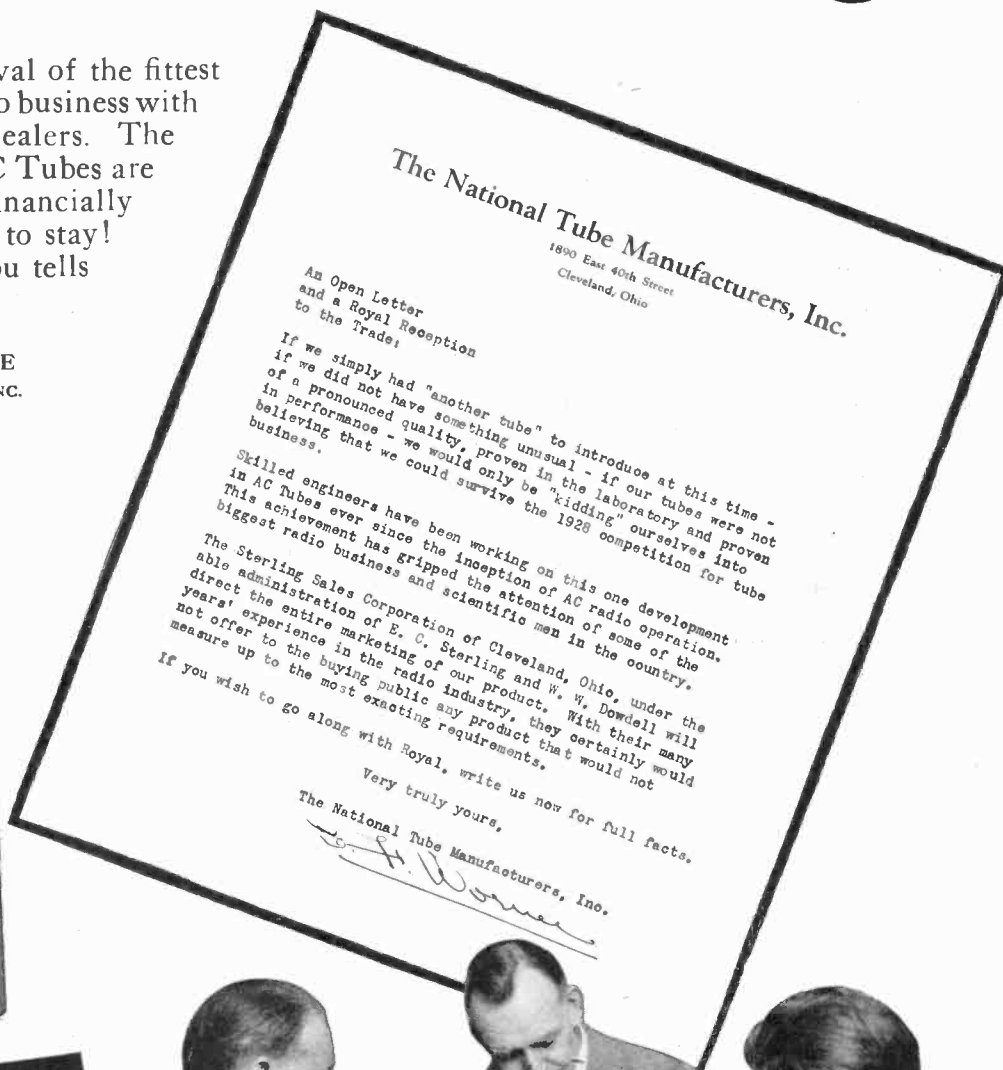 val of the fittest
o business with
ealers. The
C Tubes are
inancially
to stay!
ou tells
E
NC.
The National Tube Manufacturers, Inc.
1890 East 40th Street
Cleveland, Ohio
An Open Letter
and a Royal Reception
to the Trade:
If we simply had "another tube" to introduce at this time -
if we did not have something unusual - if our tubes were not
of a pronounced quality, proven in the laboratory and proven
in performance - we would only be "kidding" ourselves into
believing that we could survive the 1928 competition for tube
business.
Skilled engineers have been working on this one development
in AC Tubes ever since the inception of AC radio operation.
This achievement has gripped the attention of some of the
biggest radio business and scientific men in the country.
The Sterling Sales Corporation of Cleveland, Ohio, under the
able administration of E. C. Sterling and W. W. Dowdell will
direct the entire marketing of our product. With their many
years' experience in the radio industry, they certainly would
not offer to the buying public any product that would not
measure up to the most exacting requirements.
If you wish to go along with Royal, write us now for full facts.
Very truly yours,
The National Tube Manufacturers, Inc.